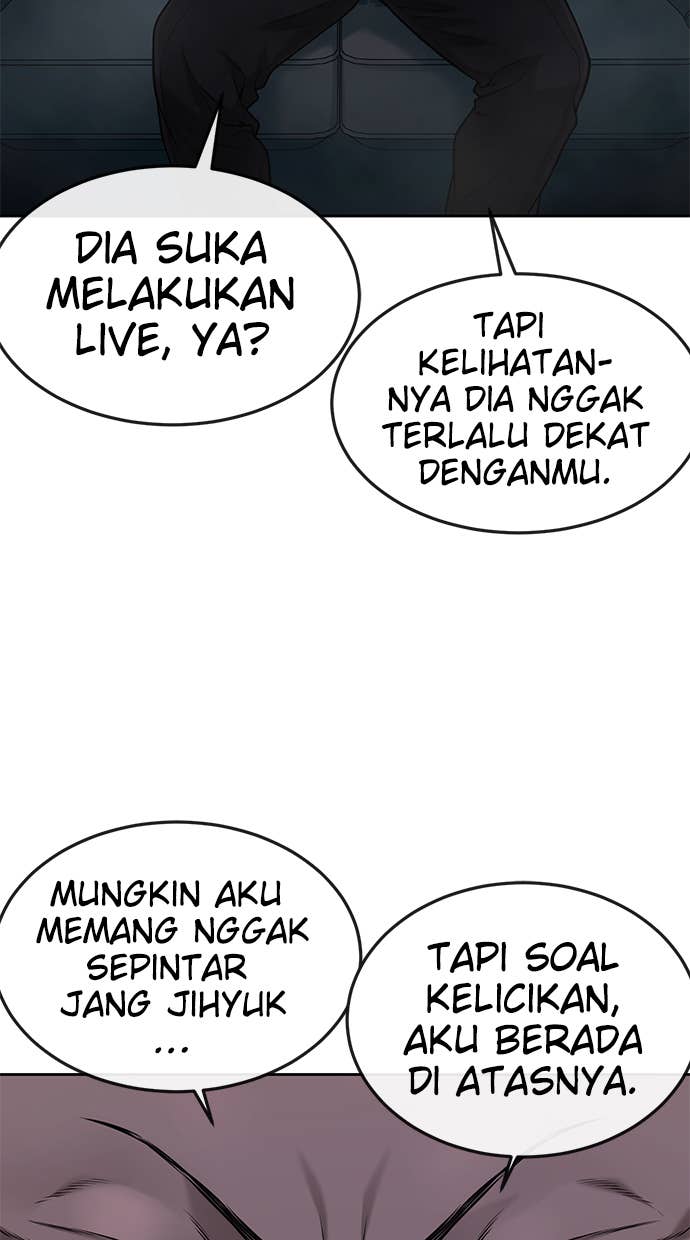 DIA SUKA
MELAKUKAN
LIVE, YA?
TAPI
KELIHATAN-
NYA DIA NGGAK
TERLALU DEKAT
DENGANMU.
MUNGKIN AKU
MEMANG NGGAK
SEPINTAR
JANG JIHYUK
...
TAPI SOAL
KELICIKAN,
AKU BERADA
DI ATASNYA.